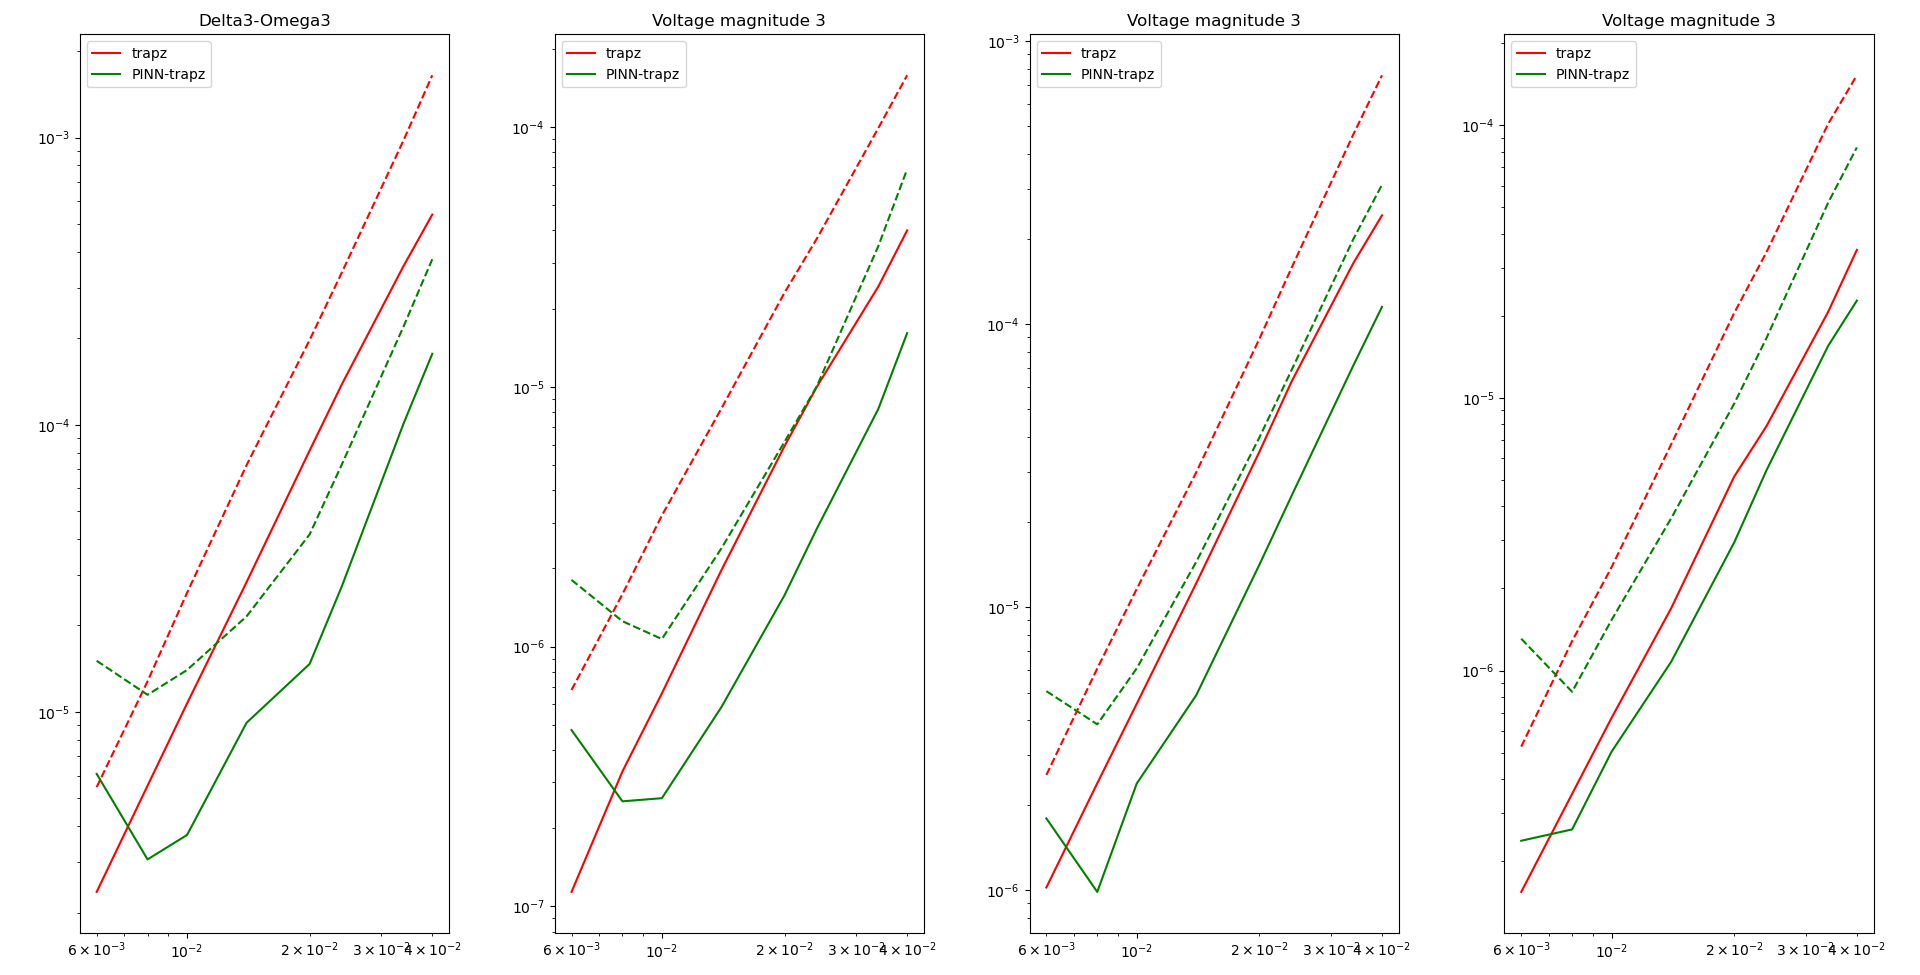 Delta3-Omega3
trapz
PINN-trapz
10⁻³
10⁻⁴
10⁻⁵
6 × 10⁻³
10⁻²
2 × 10⁻²
3 × 10⁻²
4 × 10⁻²
Voltage magnitude 3
trapz
PINN-trapz
10⁻⁴
10⁻⁵
10⁻⁶
10⁻⁷
6 × 10⁻³
10⁻²
2 × 10⁻²
3 × 10⁻²
4 × 10⁻²
Voltage magnitude 3
trapz
PINN-trapz
10⁻³
10⁻⁴
10⁻⁵
10⁻⁶
6 × 10⁻³
10⁻²
2 × 10⁻²
3 × 10⁻²
4 × 10⁻²
Voltage magnitude 3
trapz
PINN-trapz
10⁻⁴
10⁻⁵
10⁻⁶
6 × 10⁻³
10⁻²
2 × 10⁻²
3 × 10⁻²
4 × 10⁻²